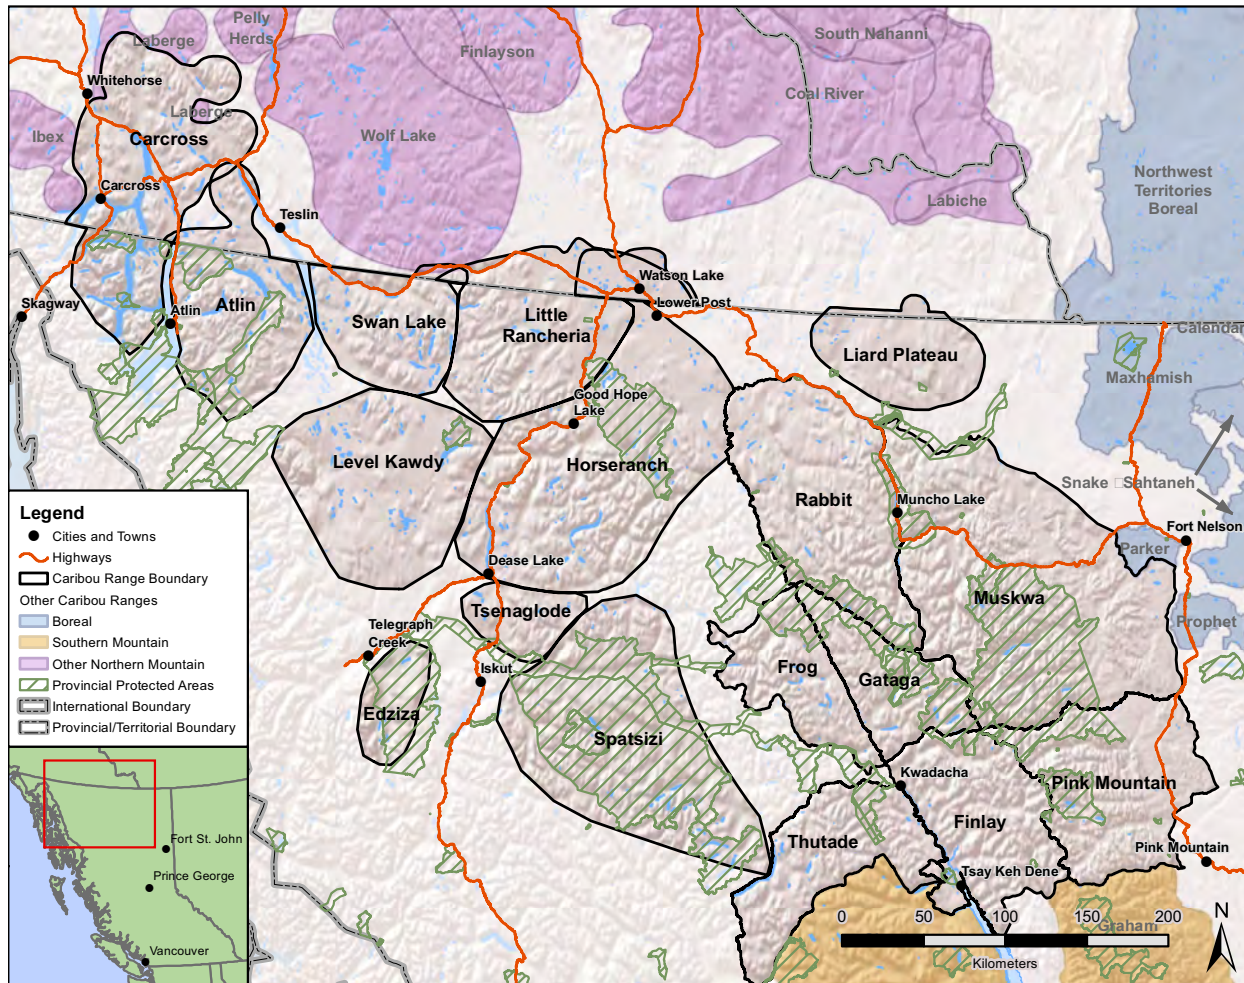 Pelly
Herds
Laberge
Finlayson
South Nahanni
Whitehorse
Coal River
Laberge
Ibex
Carcross
Wolf Lake
Northwest
Territories
Boreal
Carcross
Labiche
Teslin
Watson Lake
Skagway
Atlin
Atlin
Lower Post
Swan Lake
Little
Rancheria
Calendar
Liard Plateau
Maxhamish
Good Hope
Lake
Level Kawdy
Horseranch
Rabbit
Muncho Lake
Snake Sahtaneh
Fort Nelson
Parker
Dease Lake
Tsenaglode
Muskwa
Prophet
Telegraph
Creek
Iskut
Frog
Gataga
Edziza
Spatsizi
Kwadacha
Pink Mountain
Finlay
Thutade
Pink Mountain
Tsay Keh Dene
Graham
0 50 100 150 200
Kilometers
N
Legend
Cities and Towns
Highways
Caribou Range Boundary
Other Caribou Ranges
Boreal
Southern Mountain
Other Northern Mountain
Provincial Protected Areas
International Boundary
Provincial/Territorial Boundary
Fort St. John
Prince George
Vancouver